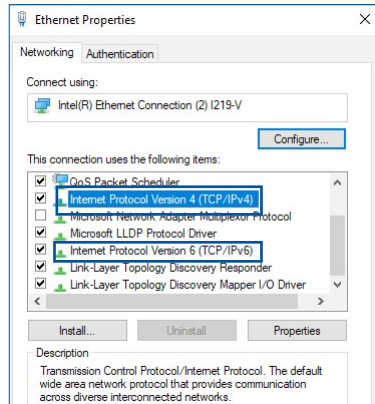 Ethernet Properties
Networking
Authentication
Connect using:
Intel(R) Ethernet Connection (2) I219-V
Configure...
This connection uses the following items:
QoS Packet Scheduler
Internet Protocol Version 4 (TCP/IPv4)
Microsoft Network Adapter Multiplexor Protocol
Microsoft LLDP Protocol Driver
Internet Protocol Version 6 (TCP/IPv6)
Link-Layer Topology Discovery Responder
Link-Layer Topology Discovery Mapper I/O Driver
Install...
Uninstall
Properties
Description
Transmission Control Protocol/Internet Protocol. The default
wide area network protocol that provides communication
across diverse interconnected networks.